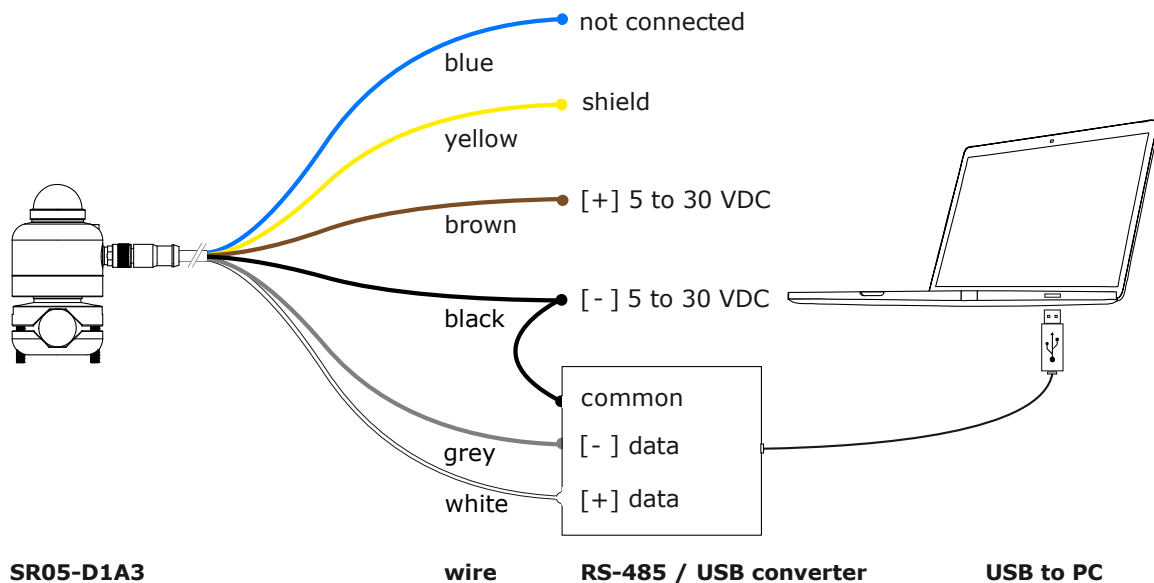 not connected
blue
shield
yellow
[+] 5 to 30 VDC
brown
[-] 5 to 30 VDC
black
common
[-] data
grey
[+] data
white
SR05-D1A3 wire RS-485 / USB converter USB to PC